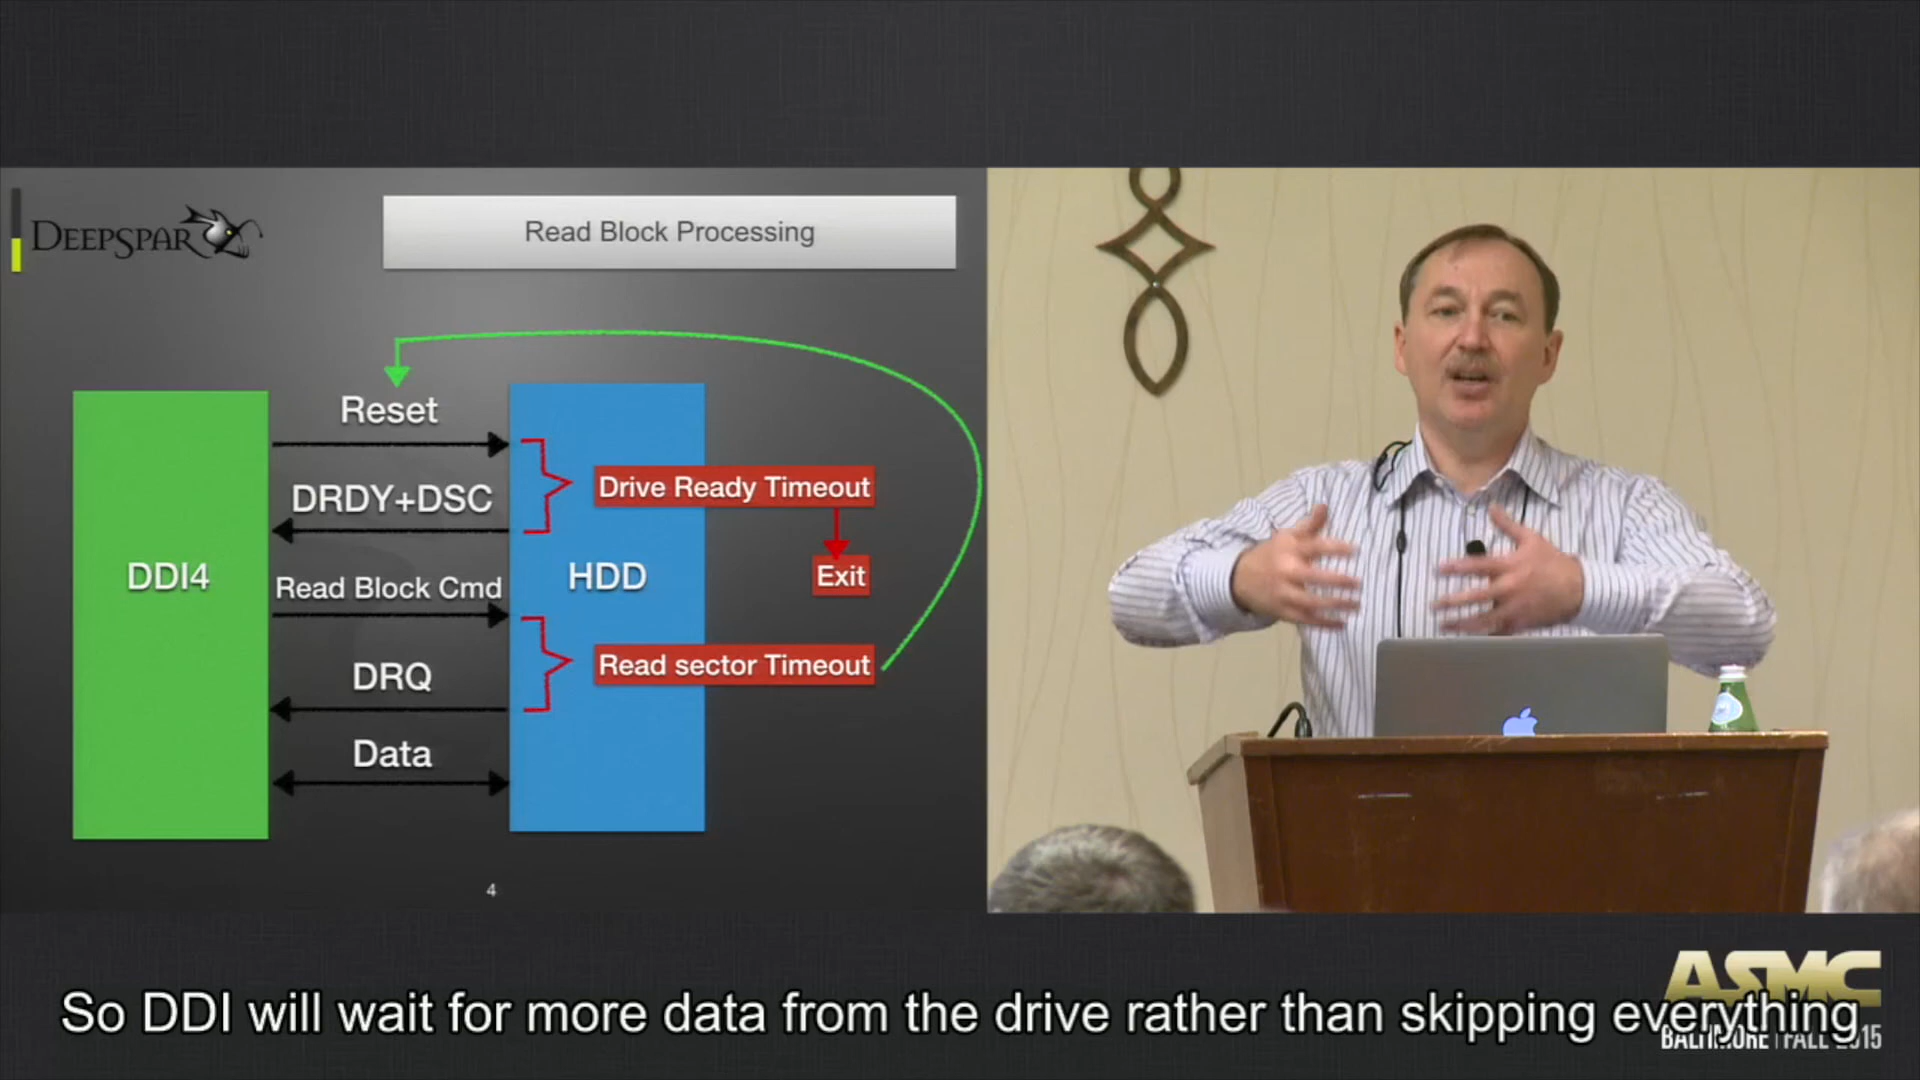 DEEPSPAR
Read Block Processing
Reset
DRDY+DSC
Read Block Cmd
DRQ
Data
DDI4
HDD
Drive Ready Timeout
Exit
Read sector Timeout
4
ASMC
BALTIMORE | FALL 2015
So DDI will wait for more data from the drive rather than skipping everything